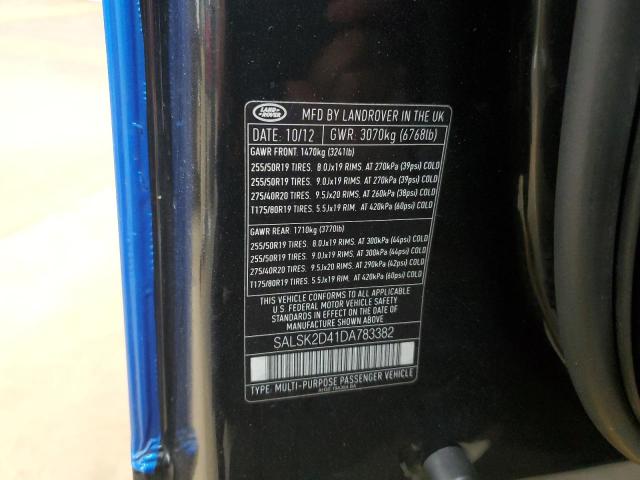 LAND ROVER
MFD BY LANDROVER IN THE UK
DATE: 10/12 GWR: 3070kg (6768lb)
GAWR FRONT: 1470kg (3241lb)
255/50R19 TIRES. 8.0Jx19 RIMS. AT 270kPa (39psi) COLD
255/50R19 TIRES. 9.0Jx19 RIMS. AT 270kPa (39psi) COLD
275/40R20 TIRES. 9.5Jx20 RIMS. AT 260kPa (38psi) COLD
T175/80R19 TIRES. 5.5Jx19 RIM. AT 420kPa (60psi) COLD
GAWR REAR: 1710kg (3770lb)
255/50R19 TIRES. 8.0Jx19 RIMS. AT 300kPa (44psi) COLD
255/50R19 TIRES. 9.0Jx19 RIMS. AT 300kPa (44psi) COLD
275/40R20 TIRES. 9.5Jx20 RIMS. AT 290kPa (42psi) COLD
T175/80R19 TIRES. 5.5Jx19 RIM. AT 420kPa (60psi) COLD
THIS VEHICLE CONFORMS TO ALL APPLICABLE
U.S. FEDERAL MOTOR VEHICLE SAFETY
STANDARDS IN EFFECT ON THE DATE OF
MANUFACTURE SHOWN ABOVE.
SALSK2D41DA783382
TYPE: MULTI-PURPOSE PASSENGER VEHICLE